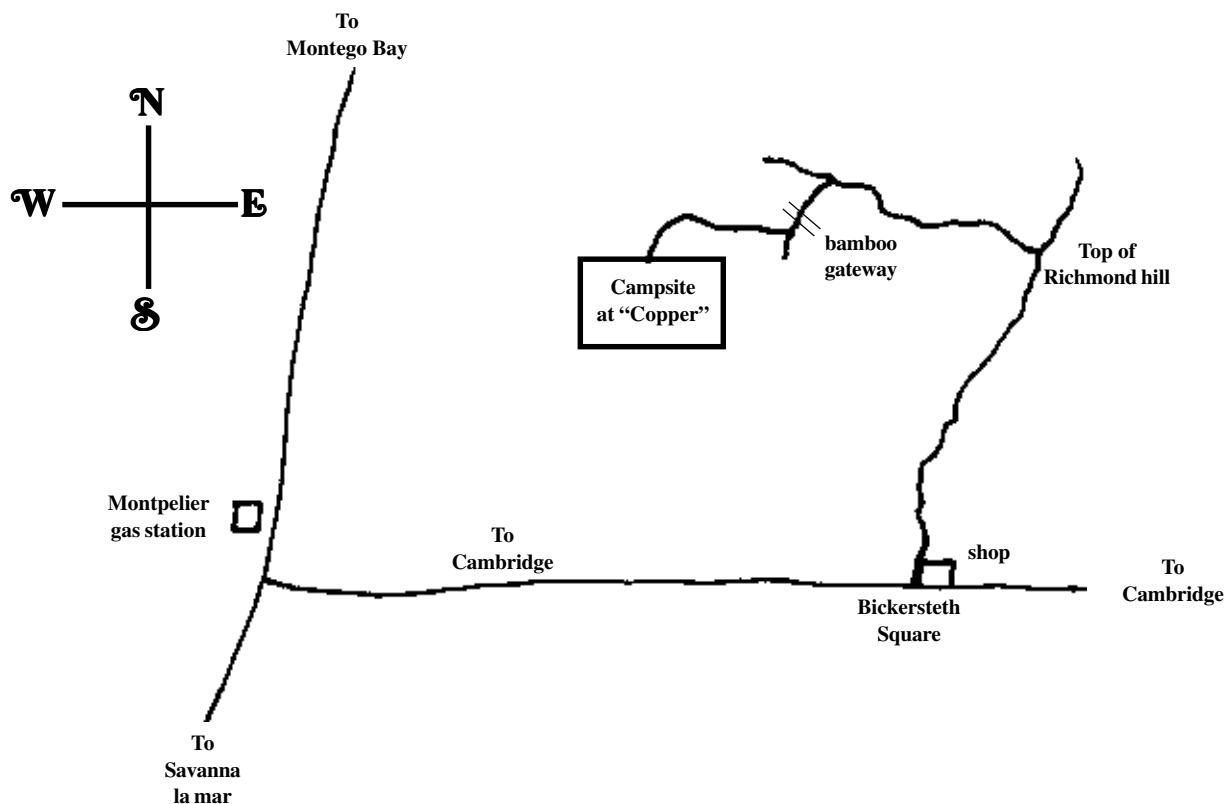 To
Montego Bay
N
W
E
S
bamboo
gateway
Top of
Richmond hill
Campsite
at “Copper”
Montpelier
gas station
To
Cambridge
shop
To
Cambridge
Bickersteth
Square
To
Savanna
la mar